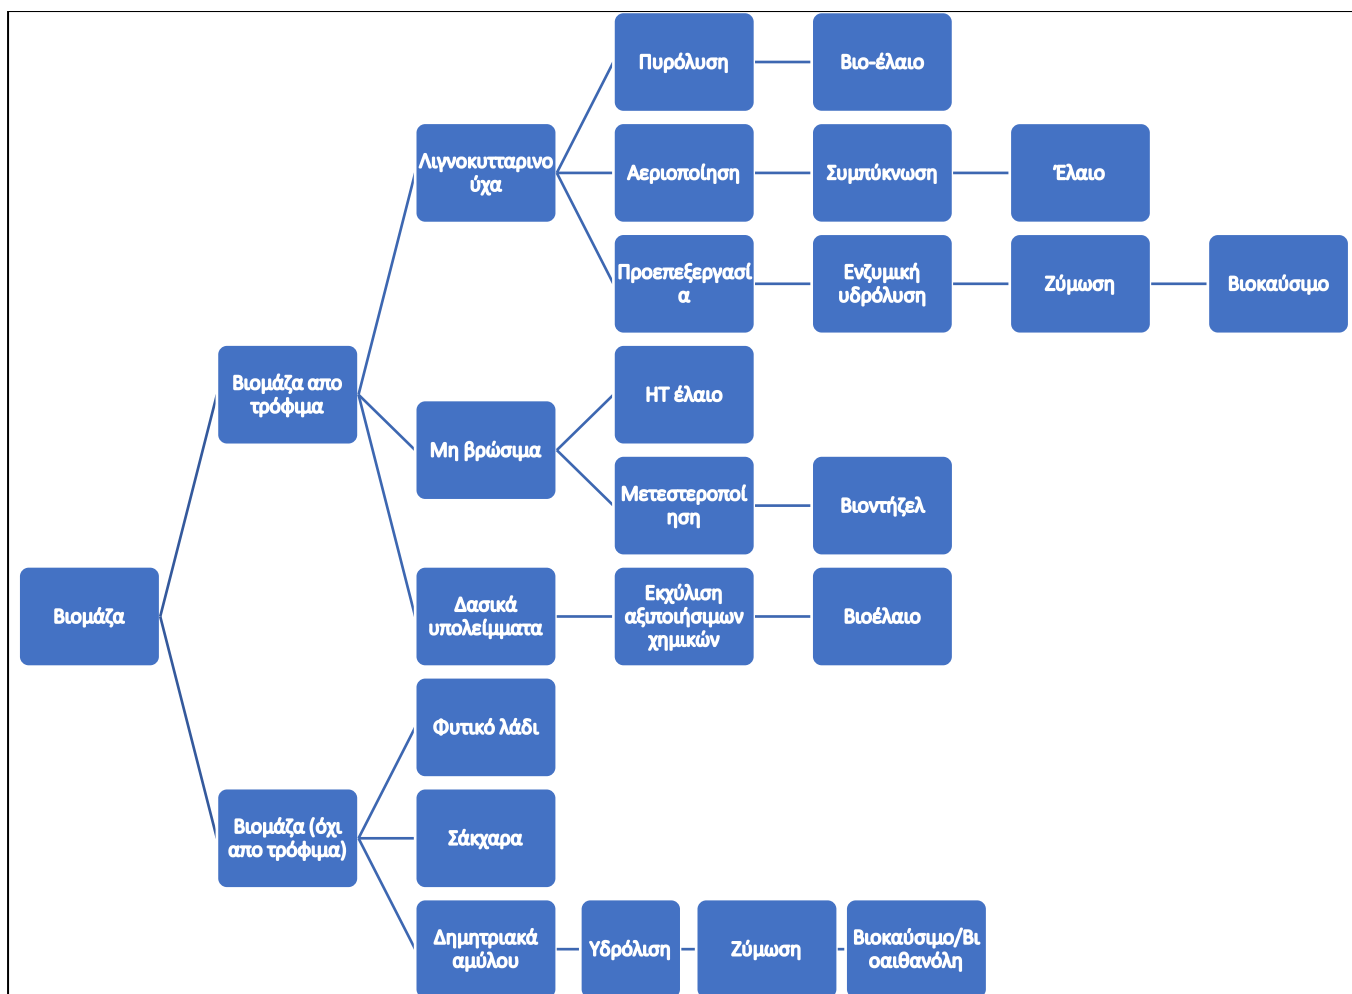 Πυρόλυση
Βιο-έλαιο
Λιγνοκυτταρινο
ύχα
Αεριοποίηση
Συμπύκνωση
Έλαιο
Προεπεξεργασί
α
Ενζυμική
υδρόλυση
Ζύμωση
Βιοκαύσιμο
Βιομάζα απο
τρόφιμα
Μη βρώσιμα
HT έλαιο
Μετεστεροποί
ηση
Βιοντήζελ
Βιομάζα
Δασικά
υπολείμματα
Εκχύλιση
αξιποιήσιμων
χημικών
Βιοέλαιο
Φυτικό λάδι
Βιομάζα (όχι
απο τρόφιμα)
Σάκχαρα
Δημητριακά
αμύλου
Υδρόλιση
Ζύμωση
Βιοκαύσιμο/Βι
οαιθανόλη